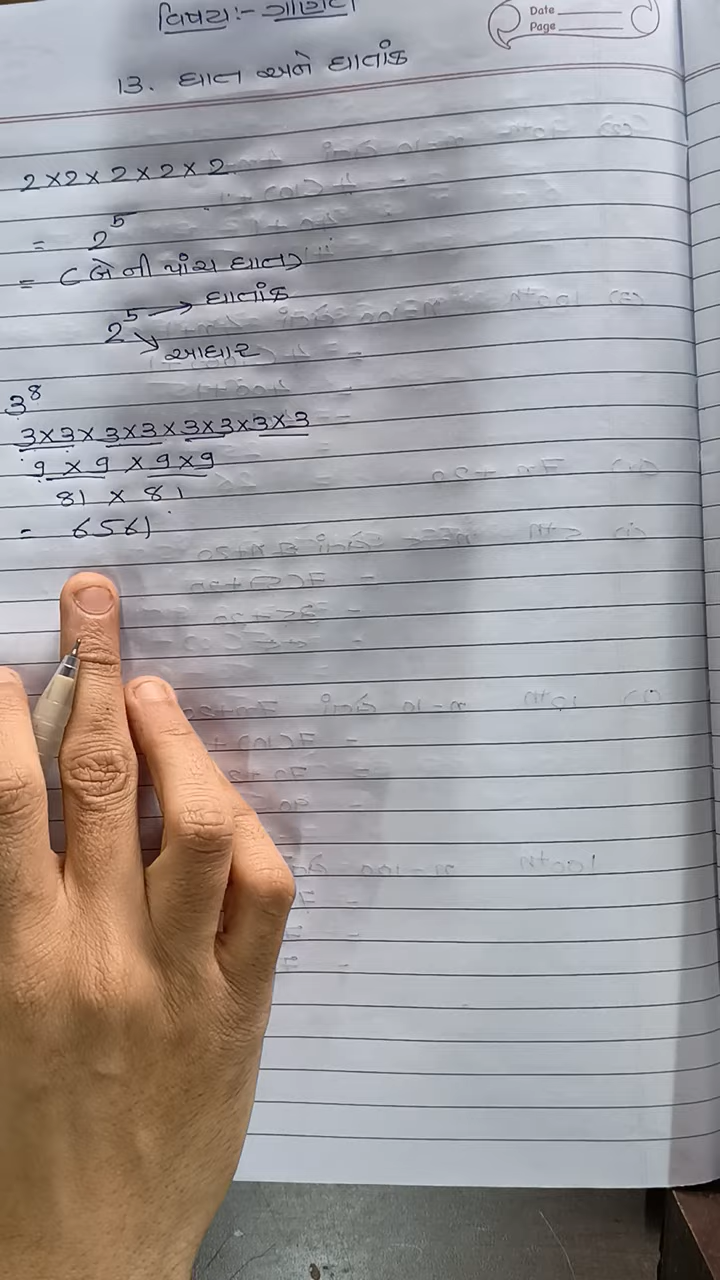 વિષય:- ગણિત
Date
Page
13. ઘાત અને ઘાતાંક
2 × 2 × 2 × 2 × 2
= 2⁵
= (બે ની પાંચ ઘાત)
2⁵ → ઘાતાંક
↘ આધાર
3⁸
3×3 × 3×3 × 3×3 × 3×3
9 × 9 × 9 × 9
81 × 81
= 6561